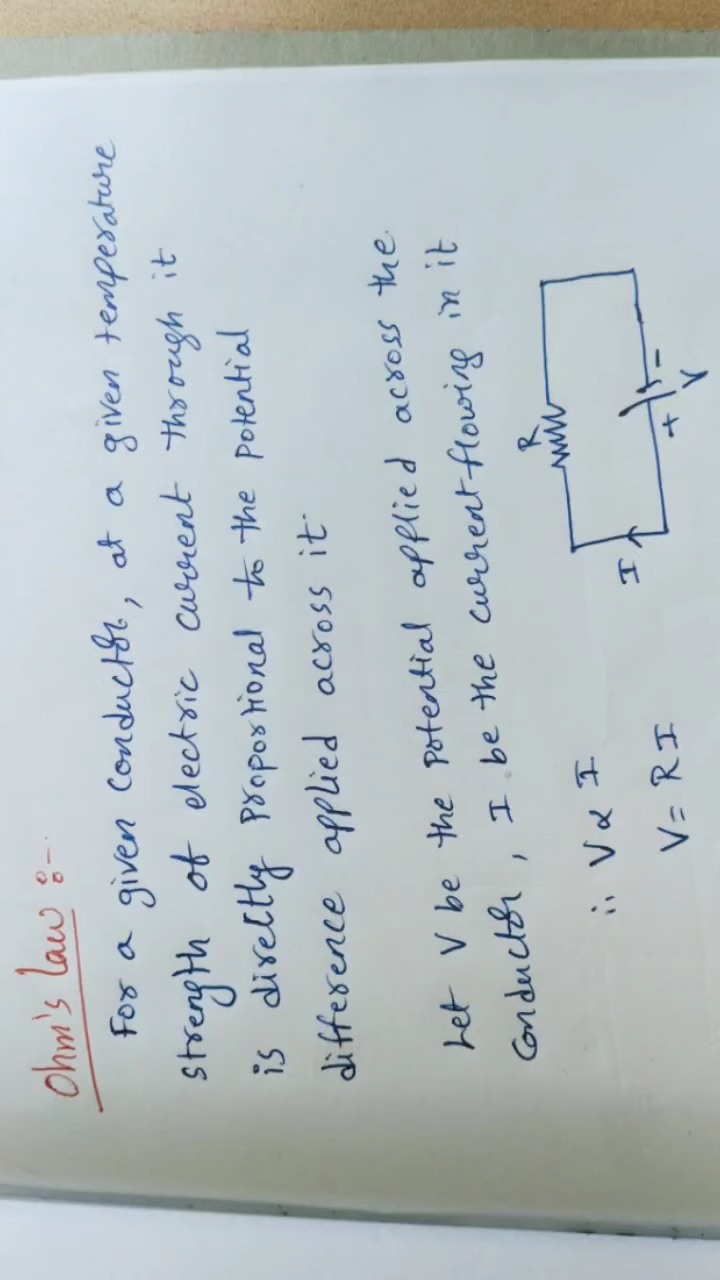 Ohm's law :-
For a given conductor, at a given temperature
strength of electric current through it
is directly proportional to the potential
difference applied across it.
Let V be the potential applied across the
conductor, I be the current flowing in it
R
∴ V ∝ I
I
+ -
V = RI
V